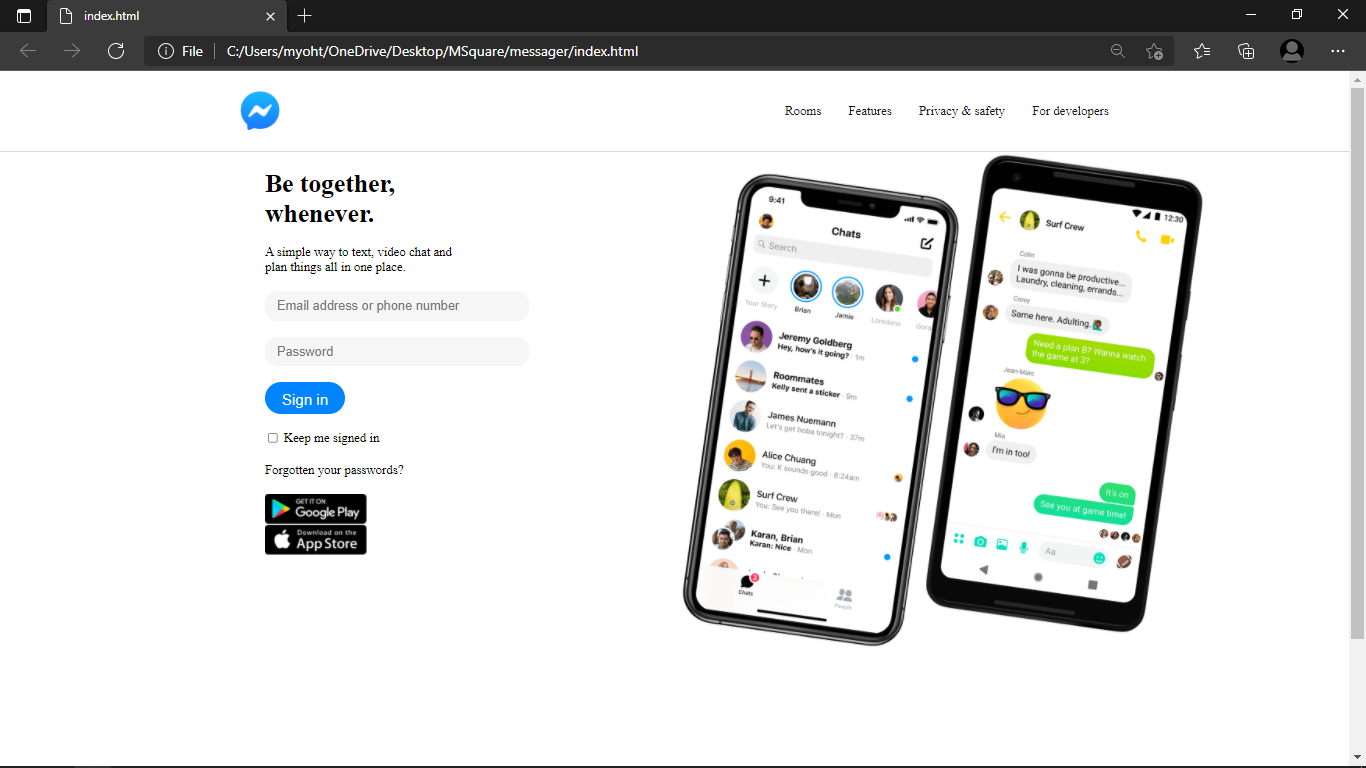 index.html
File
C:/Users/myoht/OneDrive/Desktop/MSquare/messager/index.html
Rooms
Features
Privacy & safety
For developers
Be together,
whenever.
A simple way to text, video chat and
plan things all in one place.
Email address or phone number
Password
Sign in
Keep me signed in
Forgotten your passwords?
GET IT ON
Google Play
Download on the
App Store
9:41
Chats
Search
Your Story
Brian
Jamie
Loredana
Jeremy Goldberg
Hey, how's it going? · 1m
Roommates
Kelly sent a sticker · 9m
James Nuemann
Let's get boba tonight? · 37m
Alice Chuang
You: K sounds good · 8:24am
Surf Crew
You: See you there! · Mon
Karan, Brian
Karan: Nice · Mon
3
Chats
People
12:30
Surf Crew
Colin
I was gonna be productive...
Laundry, cleaning, errands...
Corey
Same here. Adulting.
Need a plan B? Wanna watch
the game at 3?
Jean-Marc
Mia
I'm in too!
It's on
See you at game time!
Aa